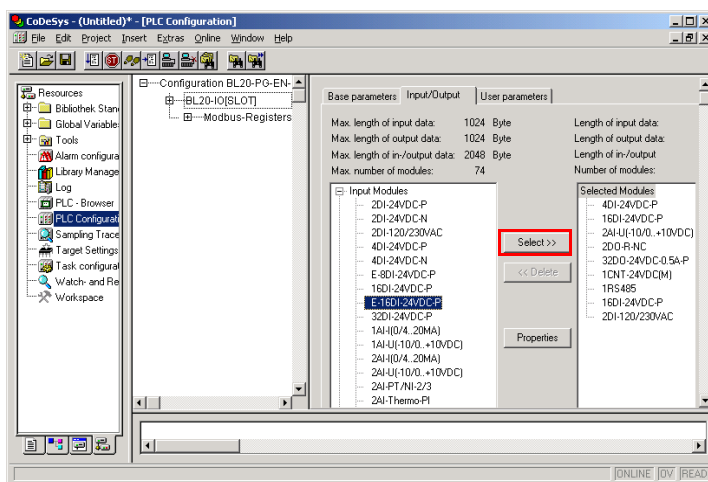 CoDeSys - (Untitled)* - [PLC Configuration]
File Edit Project Insert Extras Online Window Help
Resources
Bibliothek Stan
Global Variable
Tools
Alarm configura
Library Manage
Log
PLC - Browser
PLC Configurati
Sampling Trace
Target Settings
Task configurat
Watch- and Re
Workspace
Configuration BL20-PG-EN-
BL20-IO[SLOT]
Modbus-Registers
Base parameters Input/Output User parameters
Max. length of input data: 1024 Byte Length of input data:
Max. length of output data: 1024 Byte Length of output data:
Max. length of in-/output data: 2048 Byte Length of in-/output
Max. number of modules: 74 Number of modules:
Input Modules
2DI-24VDC-P
2DI-24VDC-N
2DI-120/230VAC
4DI-24VDC-P
4DI-24VDC-N
E-8DI-24VDC-P
16DI-24VDC-P
E-16DI-24VDC-P
32DI-24VDC-P
1AI-I(0/4..20MA)
1AI-U(-10/0..+10VDC)
2AI-I(0/4..20MA)
2AI-U(-10/0..+10VDC)
2AI-PT/NI-2/3
2AI-Thermo-PI
Select >>
<< Delete
Properties
Selected Modules
4DI-24VDC-P
16DI-24VDC-P
2AI-U(-10/0..+10VDC)
2DO-R-NC
32DO-24VDC-0.5A-P
1CNT-24VDC(M)
1RS485
16DI-24VDC-P
2DI-120/230VAC
ONLINE OV READ